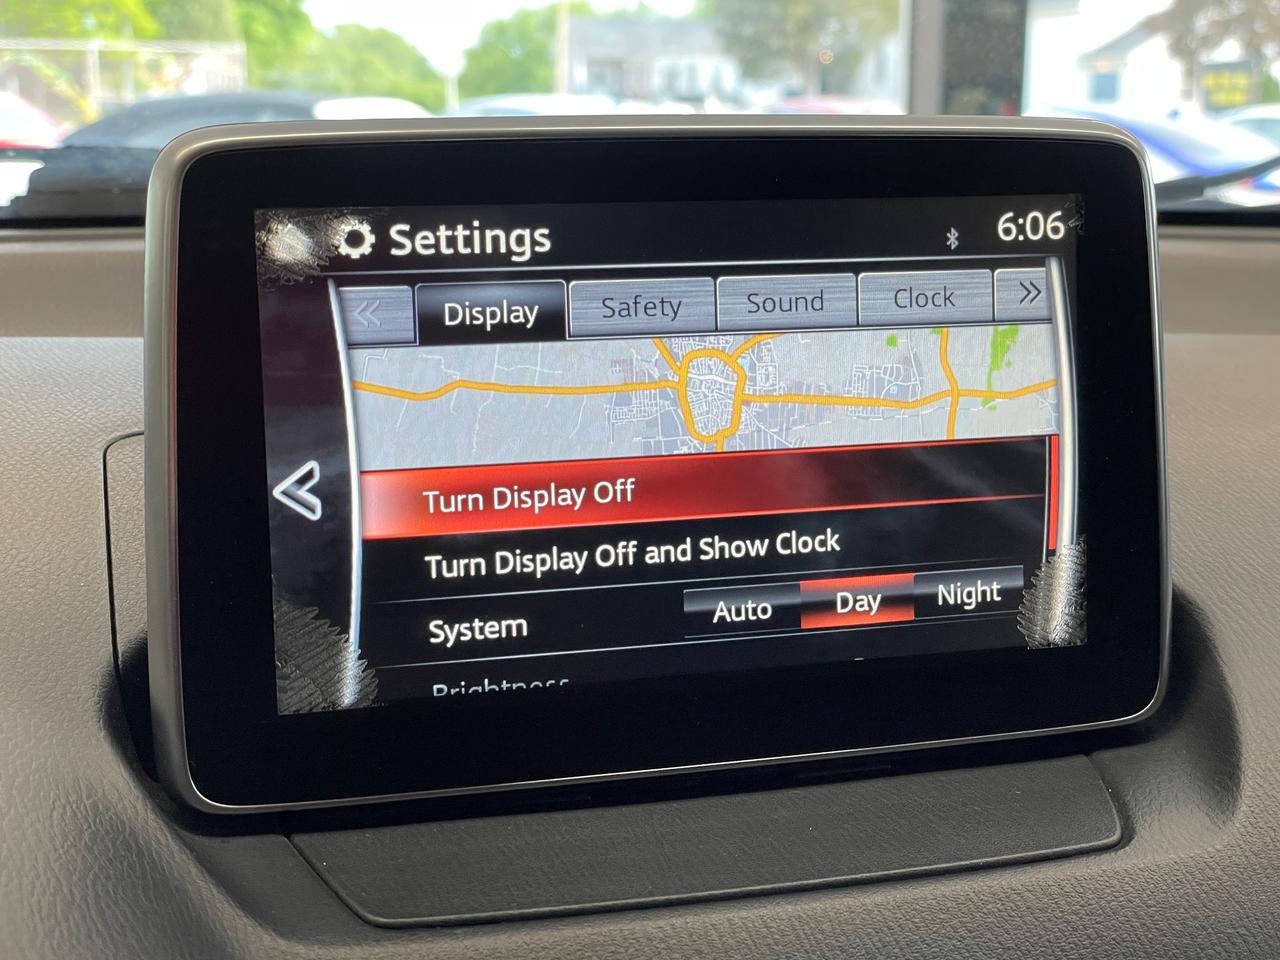 Settings 6:06
Display Safety Sound Clock
Turn Display Off
Turn Display Off and Show Clock
System Auto Day Night
Brightness